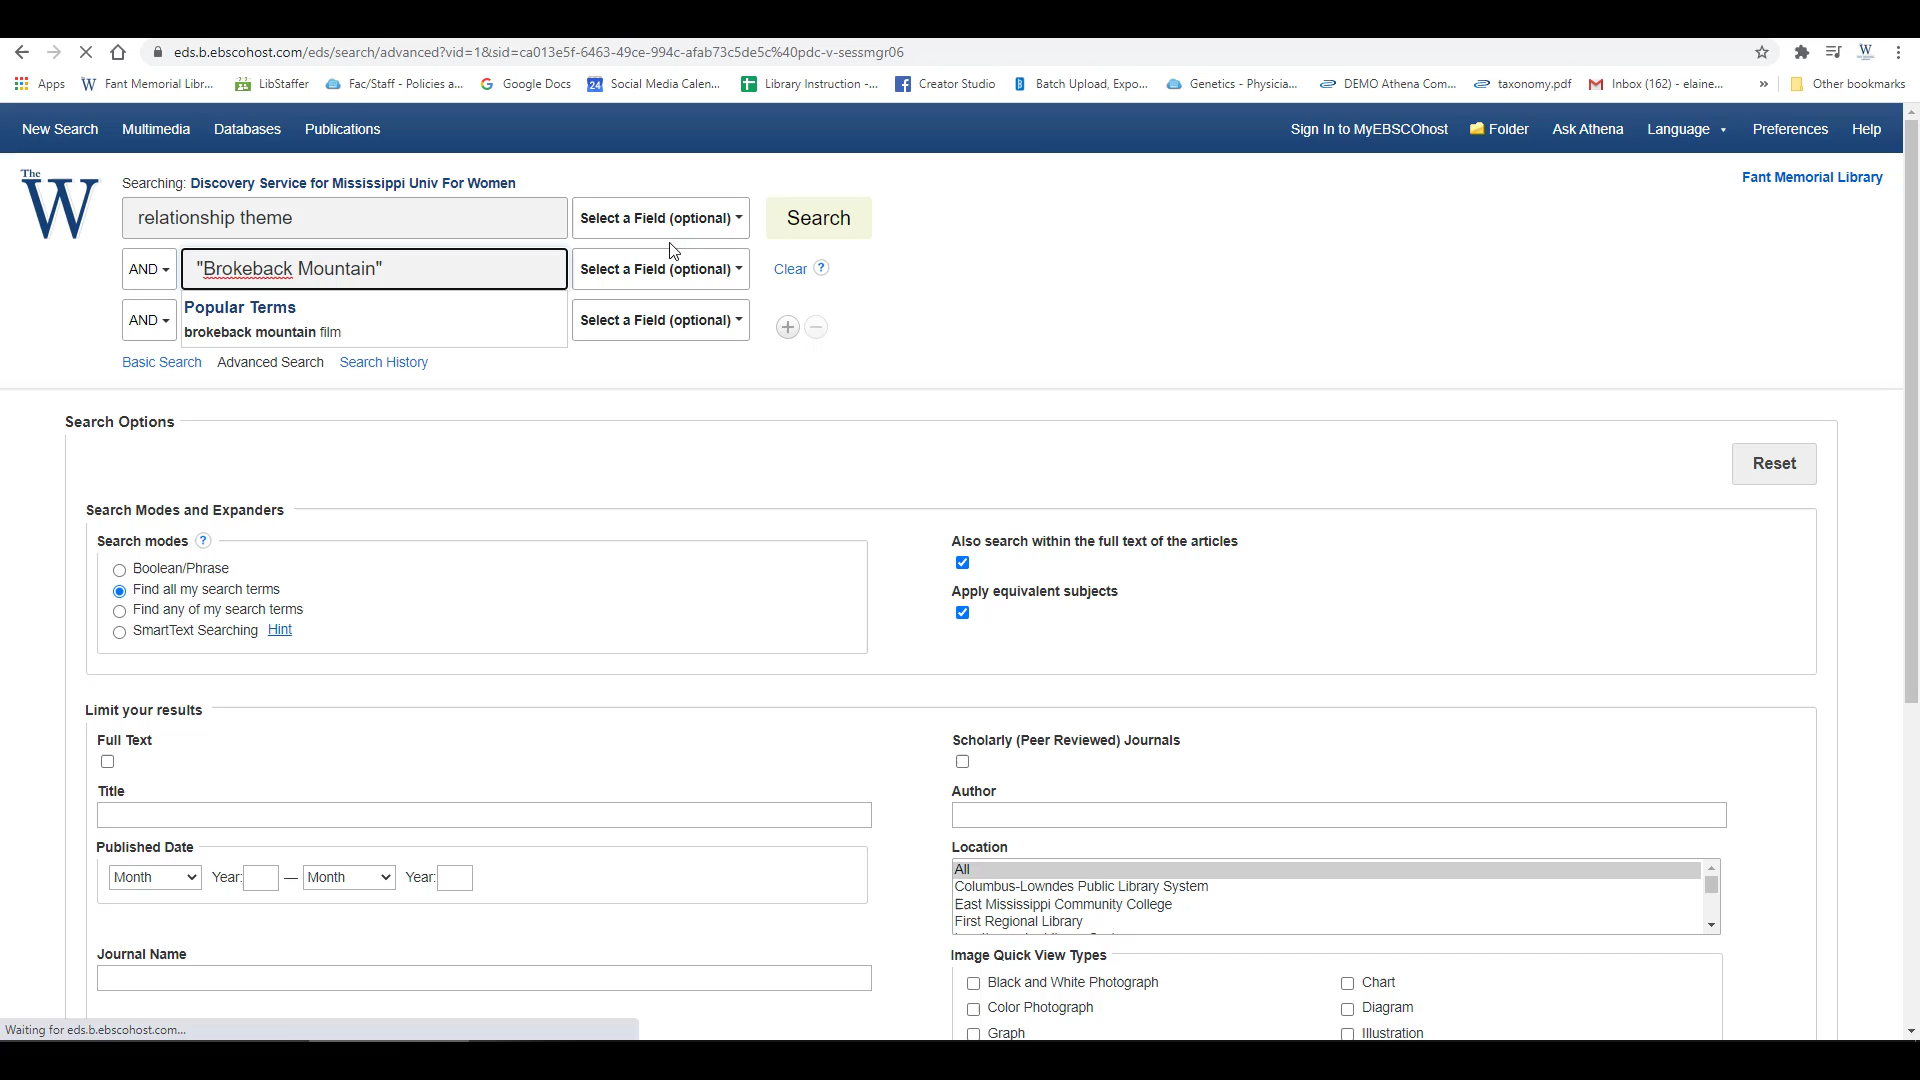 eds.b.ebscohost.com/eds/search/advanced?vid=1&sid=ca013e5f-6463-49ce-994c-afab73c5de5c%40pdc-v-sessmgr06
Apps Fant Memorial Libr... LibStaffer Fac/Staff - Policies a... Google Docs 24 Social Media Calen... Library Instruction -... Creator Studio Batch Upload, Expo... Genetics - Physicia... DEMO Athena Com... taxonomy.pdf Inbox (162) - elaine... » Other bookmarks
New Search Multimedia Databases Publications Sign In to MyEBSCOhost Folder Ask Athena Language Preferences Help
The W
Searching: Discovery Service for Mississippi Univ For Women
Fant Memorial Library
relationship theme Select a Field (optional) Search
AND "Brokeback Mountain" Select a Field (optional) Clear ?
Popular Terms
AND Select a Field (optional) + −
brokeback mountain film
Basic Search Advanced Search Search History
Search Options
Reset
Search Modes and Expanders
Search modes ?
Boolean/Phrase
Find all my search terms
Find any of my search terms
SmartText Searching Hint
Also search within the full text of the articles
Apply equivalent subjects
Limit your results
Full Text
Scholarly (Peer Reviewed) Journals
Title
Author
Published Date
Month Year: — Month Year:
Location
All
Columbus-Lowndes Public Library System
East Mississippi Community College
First Regional Library
Journal Name
Image Quick View Types
Black and White Photograph Chart
Color Photograph Diagram
Graph Illustration
Waiting for eds.b.ebscohost.com...